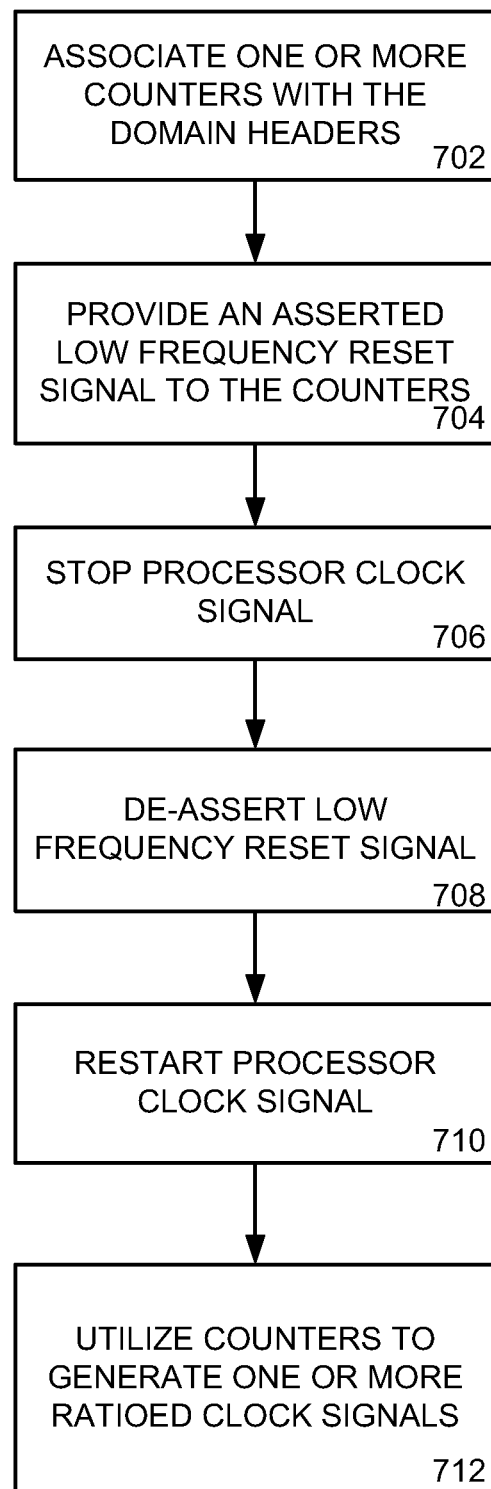 ASSOCIATE ONE OR MORE
COUNTERS WITH THE
DOMAIN HEADERS
702
PROVIDE AN ASSERTED
LOW FREQUENCY RESET
SIGNAL TO THE COUNTERS
704
STOP PROCESSOR CLOCK
SIGNAL
706
DE-ASSERT LOW
FREQUENCY RESET SIGNAL
708
RESTART PROCESSOR
CLOCK SIGNAL
710
UTILIZE COUNTERS TO
GENERATE ONE OR MORE
RATIOED CLOCK SIGNALS
712